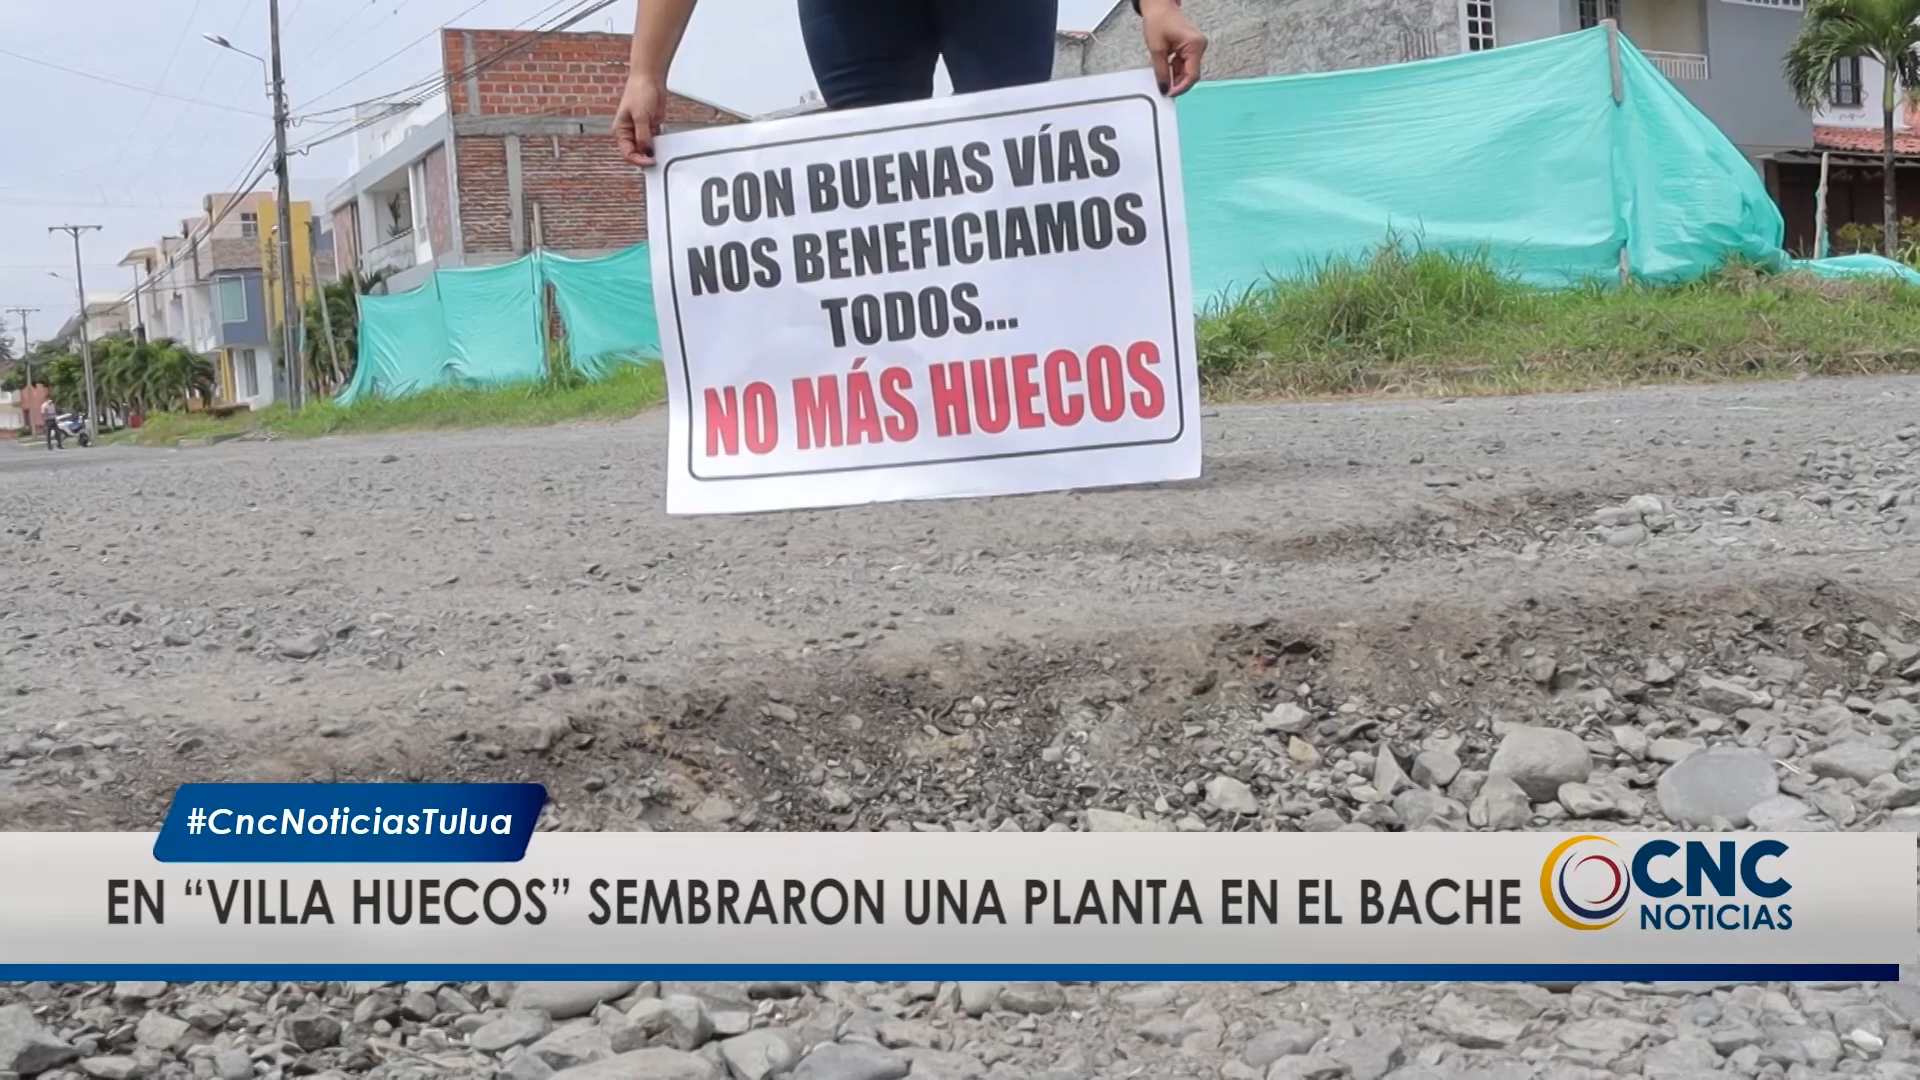 CON BUENAS VÍAS
NOS BENEFICIAMOS
TODOS...
NO MÁS HUECOS
#CncNoticiasTulua
EN “VILLA HUECOS” SEMBRARON UNA PLANTA EN EL BACHE
CNC
NOTICIAS